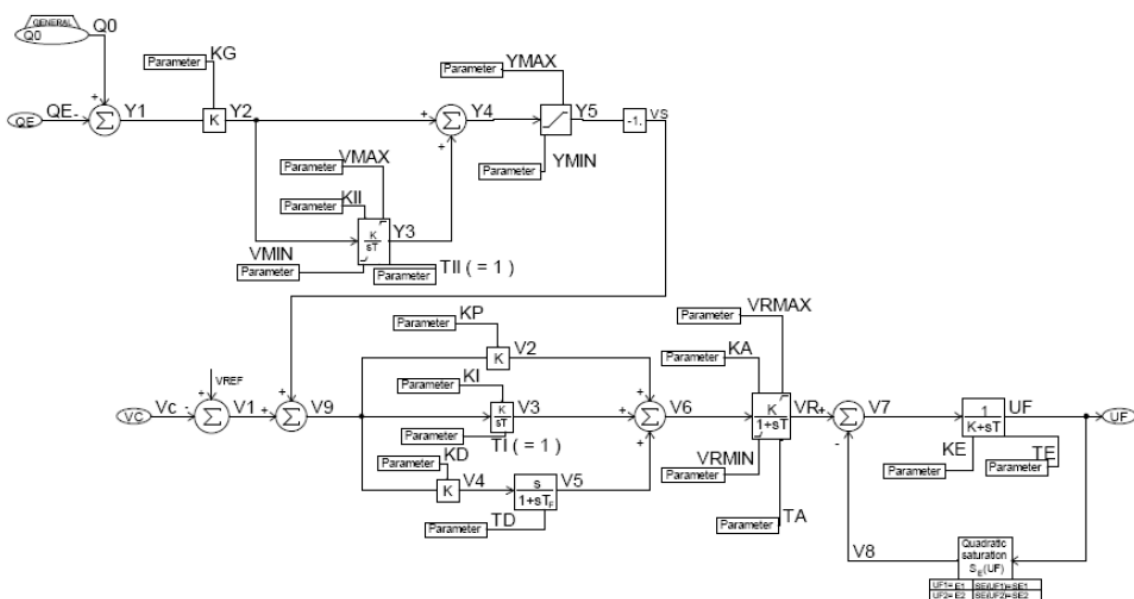 QENERAL
Q0
Q0
Parameter
KG
Parameter
YMAX
QE
QE
-
+
Σ
Y1
K
Y2
+
+
Σ
Y4
Y5
-1.
VS
Parameter
VMAX
Parameter
YMIN
Parameter
KII
K
sT
Y3
VMIN
Parameter
Parameter
TII ( = 1 )
Parameter
KP
Parameter
VRMAX
K
V2
Parameter
KA
VREF
Parameter
KI
VC
Vc
-
+
Σ
V1
+
+
Σ
V9
K
sT
V3
+
+
+
Σ
V6
K
1+sT
VR
+
-
Σ
V7
1
K+sT
UF
UF
Parameter
TI ( = 1 )
Parameter
KD
K
V4
s
1+sTF
V5
Parameter
VRMIN
Parameter
KE
Parameter
TE
Parameter
TD
Parameter
TA
V8
Quadratic
saturation
SE(UF)
UF1= E1 SE(UF1)=SE1
UF2= E2 SE(UF2)=SE2